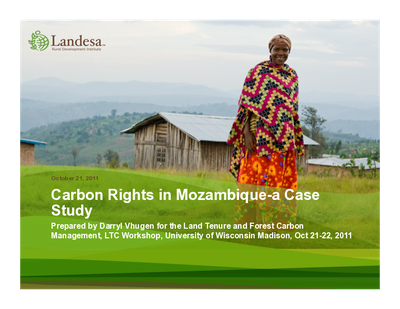 Landesa
Rural Development Institute
October 21, 2011
Carbon Rights in Mozambique-a Case
Study
Prepared by Darryl Vhugen for the Land Tenure and Forest Carbon
Management, LTC Workshop, University of Wisconsin Madison, Oct 21-22, 2011